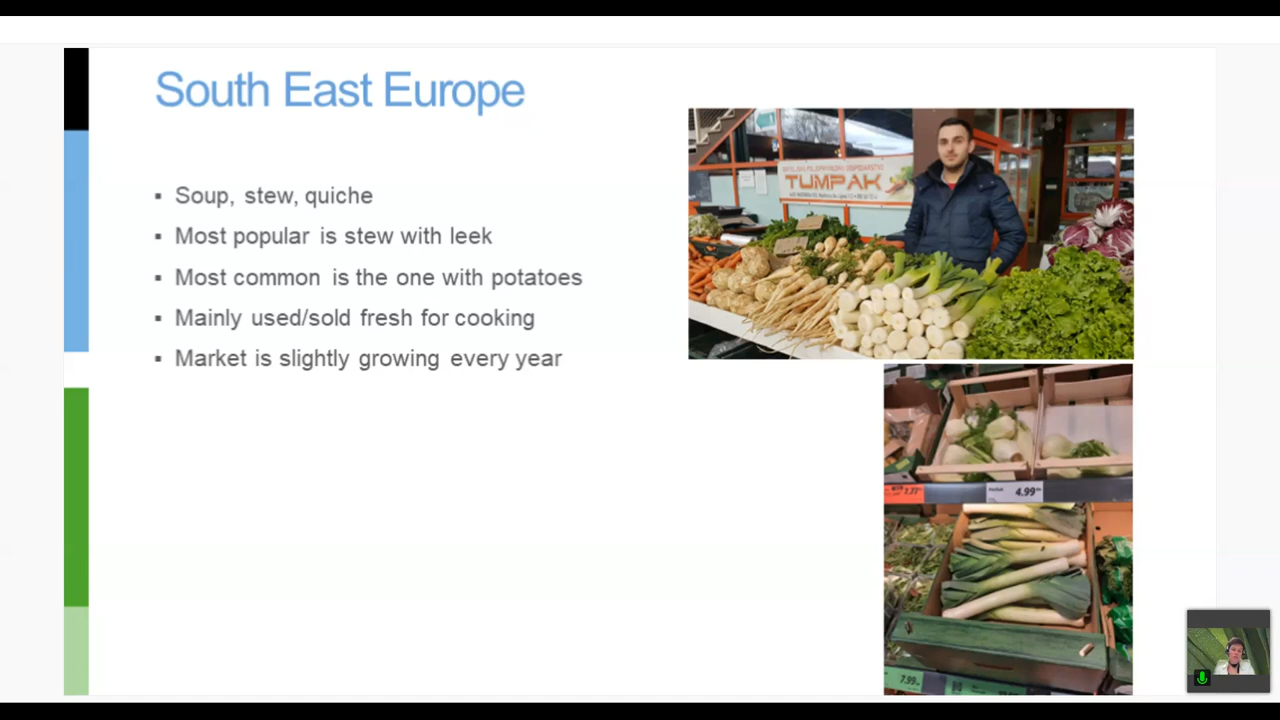 South East Europe
Soup, stew, quiche
Most popular is stew with leek
Most common is the one with potatoes
Mainly used/sold fresh for cooking
Market is slightly growing every year
TUMPAK
4.99
7.99